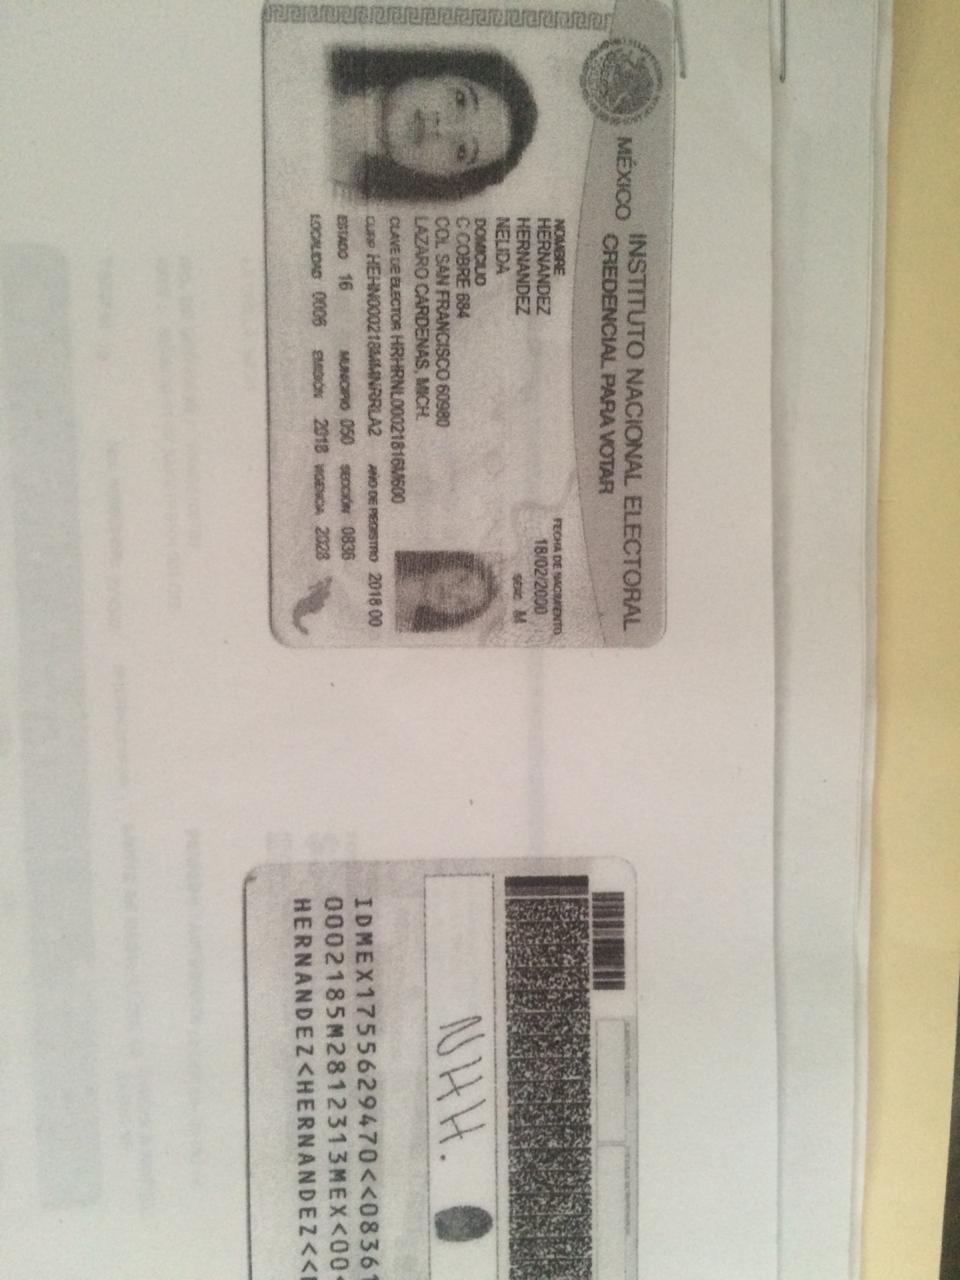 MÉXICO INSTITUTO NACIONAL ELECTORAL
CREDENCIAL PARA VOTAR
NOMBRE
HERNANDEZ
HERNANDEZ
NELIDA
FECHA DE NACIMIENTO
18/02/2000
SEXO M
DOMICILIO
C COBRE 684
COL SAN FRANCISCO 60980
LAZARO CARDENAS, MICH.
CLAVE DE ELECTOR HRHRNL00021816M600
CURP HEHN000218MMNRRLA2 AÑO DE REGISTRO 2018 00
ESTADO 16 MUNICIPIO 050 SECCIÓN 0836
LOCALIDAD 0006 EMISIÓN 2018 VIGENCIA 2028
NHH.
IDMEX1755629470<<08361
0002185M2812313MEX<00<
HERNANDEZ<HERNANDEZ<<